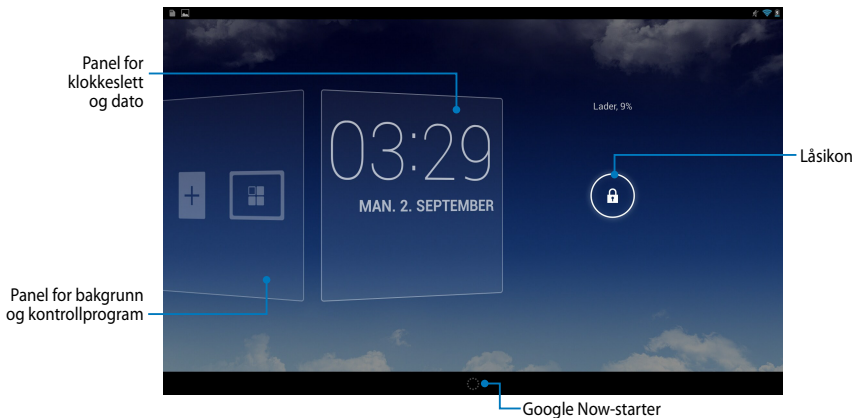 Panel for
klokkeslett
og dato
Lader, 9%
03:29
MAN. 2. SEPTEMBER
Låsikon
Panel for bakgrunn
og kontrollprogram
Google Now-starter